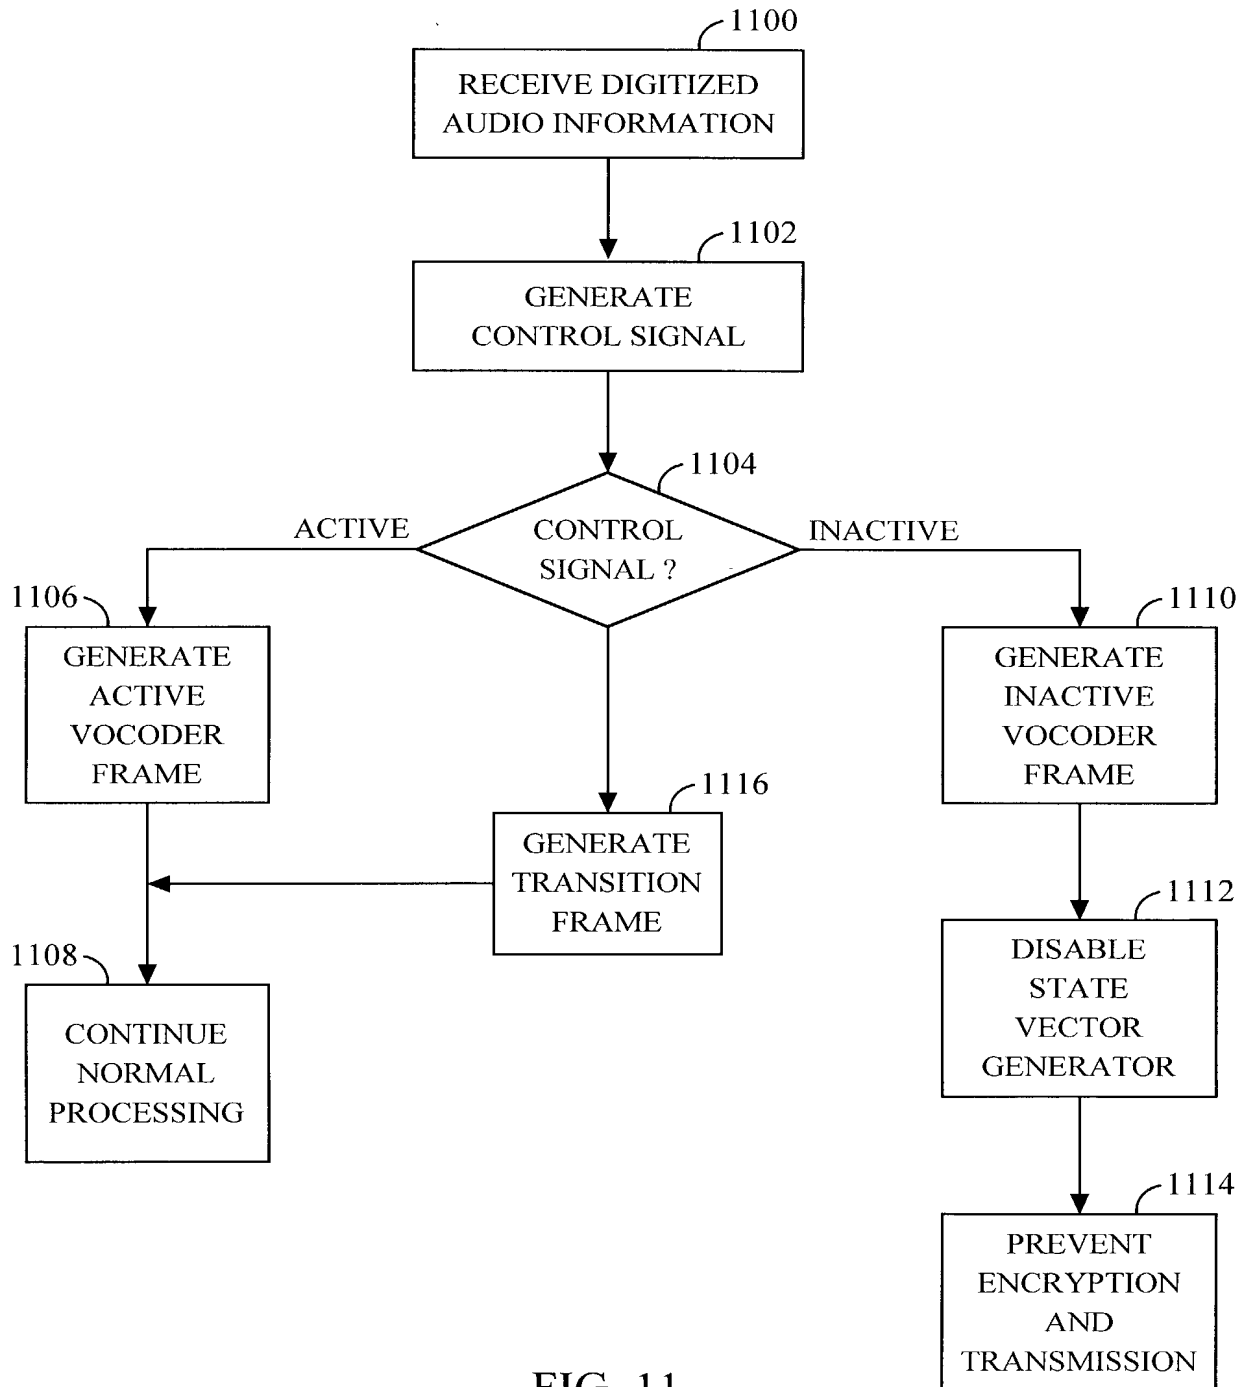 1100
RECEIVE DIGITIZED
AUDIO INFORMATION
1102
GENERATE
CONTROL SIGNAL
1104
ACTIVE
CONTROL
SIGNAL ?
INACTIVE
1106
GENERATE
ACTIVE
VOCODER
FRAME
1110
GENERATE
INACTIVE
VOCODER
FRAME
1116
GENERATE
TRANSITION
FRAME
1108
CONTINUE
NORMAL
PROCESSING
1112
DISABLE
STATE
VECTOR
GENERATOR
1114
PREVENT
ENCRYPTION
AND
TRANSMISSION
FIG. 11